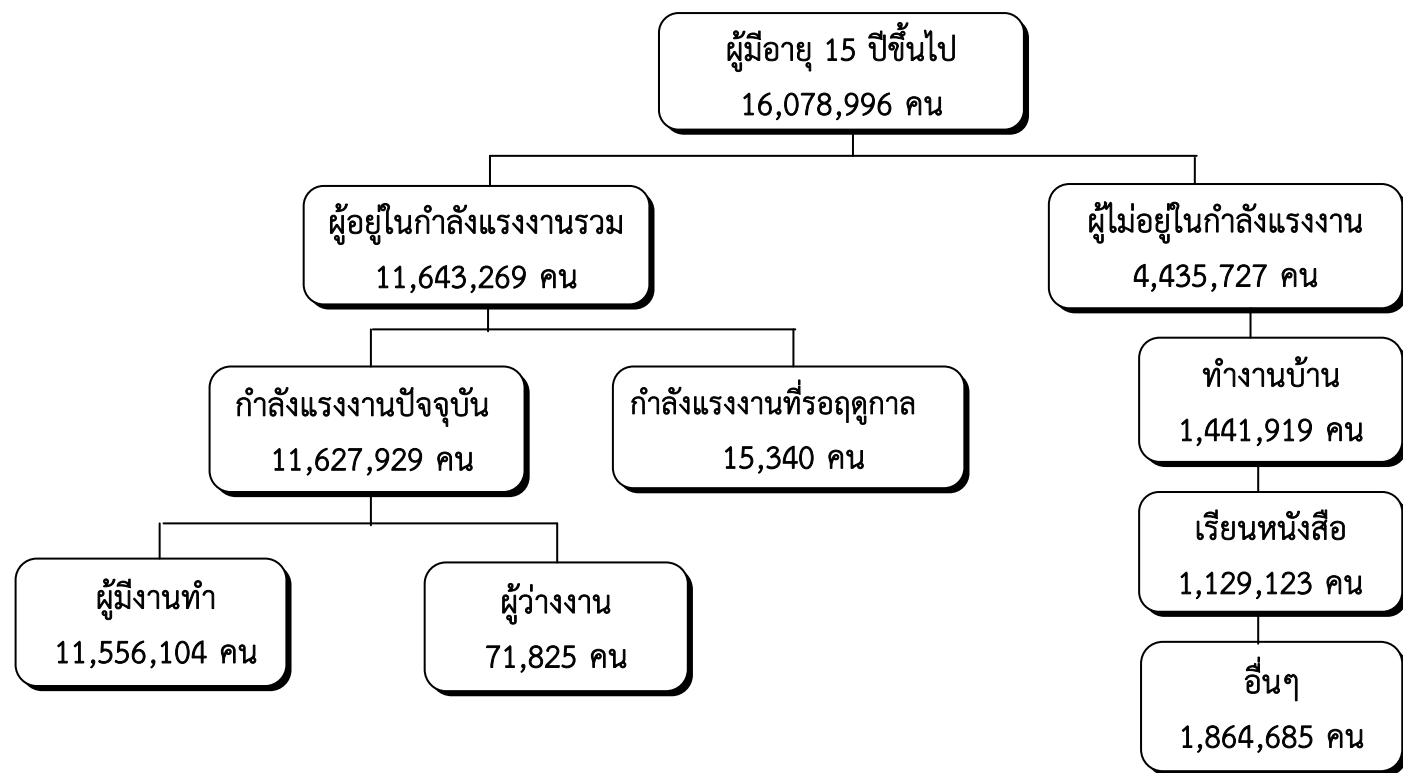 ผู้มีอายุ 15 ปีขึ้นไป
16,078,996 คน
ผู้อยู่ในกำลังแรงงานรวม
11,643,269 คน
ผู้ไม่อยู่ในกำลังแรงงาน
4,435,727 คน
กำลังแรงงานปัจจุบัน
11,627,929 คน
กำลังแรงงานที่รอฤดูกาล
15,340 คน
ทำงานบ้าน
1,441,919 คน
เรียนหนังสือ
1,129,123 คน
ผู้มีงานทำ
11,556,104 คน
ผู้ว่างงาน
71,825 คน
อื่นๆ
1,864,685 คน